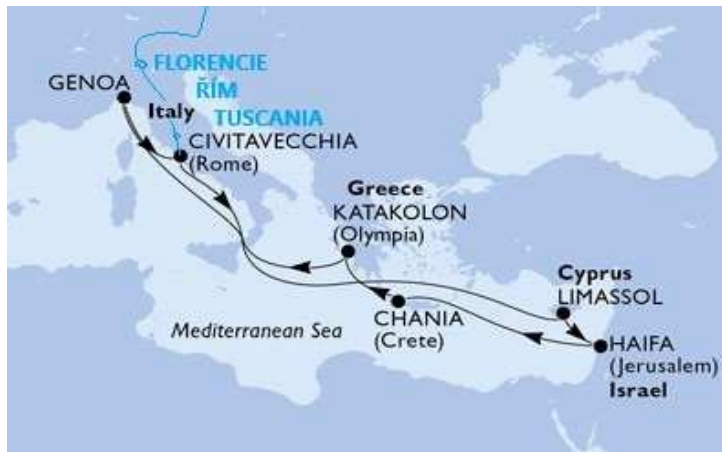 FLORENCIE
GENOA
ŘÍM
Italy
TUSCANIA
CIVITAVECCHIA
(Rome)
Greece
KATAKOLON
(Olympia)
Cyprus
LIMASSOL
CHANIA
(Crete)
Mediterranean Sea
HAIFA
(Jerusalem)
Israel